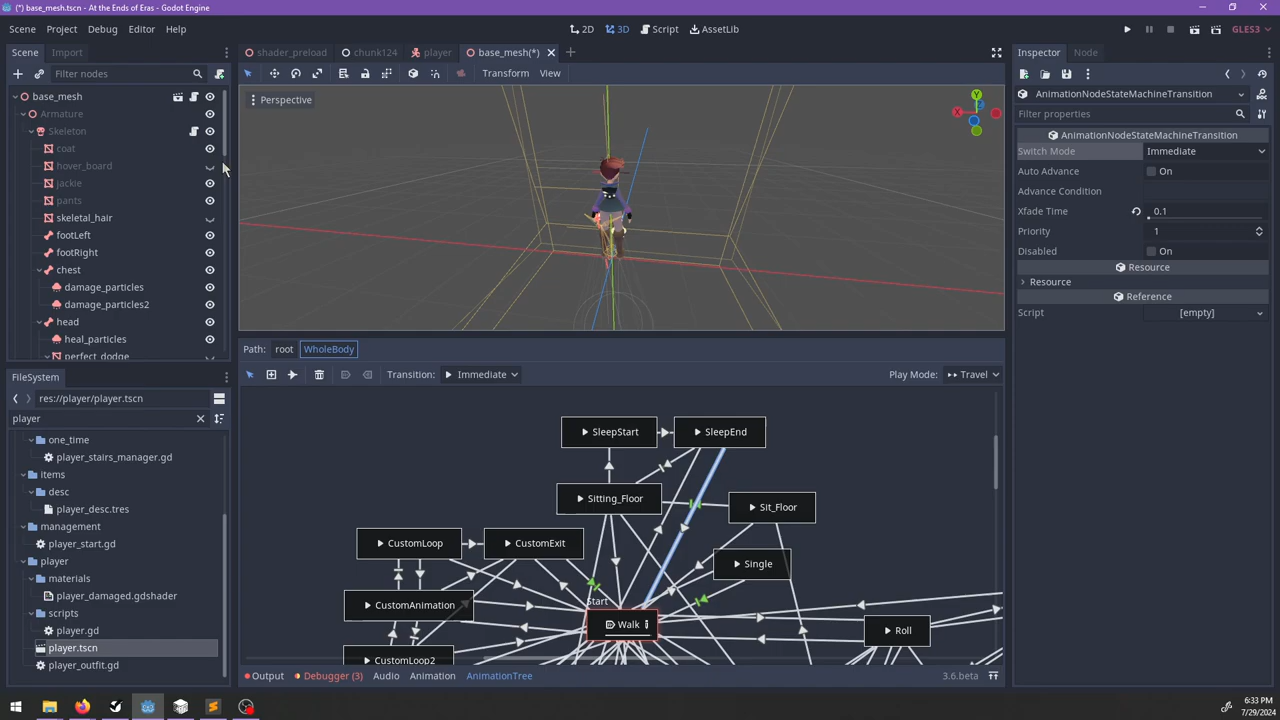 (*) base_mesh.tscn - At the Ends of Eras - Godot Engine
Scene Project Debug Editor Help
2D 3D Script AssetLib
GLES3
Scene Import
Filter nodes
base_mesh
Armature
Skeleton
coat
hover_board
jackie
pants
skeletal_hair
footLeft
footRight
chest
damage_particles
damage_particles2
head
heal_particles
perfect_dodge
FileSystem
res://player/player.tscn
player
one_time
player_stairs_manager.gd
items
desc
player_desc.tres
management
player_start.gd
player
materials
player_damaged.gdshader
scripts
player.gd
player.tscn
player_outfit.gd
shader_preload chunk124 player base_mesh(*)
Transform View
Perspective
Y
X
Z
Path: root WholeBody
Transition: Immediate
Play Mode: Travel
SleepStart SleepEnd
Sitting_Floor Sit_Floor
CustomLoop CustomExit
Single
CustomAnimation
Start
Walk
Roll
CustomLoop2
Output Debugger (3) Audio Animation AnimationTree
3.6.beta
Inspector Node
AnimationNodeStateMachineTransition
Filter properties
AnimationNodeStateMachineTransition
Switch Mode Immediate
Auto Advance On
Advance Condition
Xfade Time 0.1
Priority 1
Disabled On
Resource
Resource
Reference
Script [empty]
6:33 PM
7/29/2024